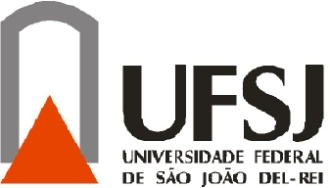 UFSJ
UNIVERSIDADE FEDERAL
DE SÃO JOÃO DEL-REI